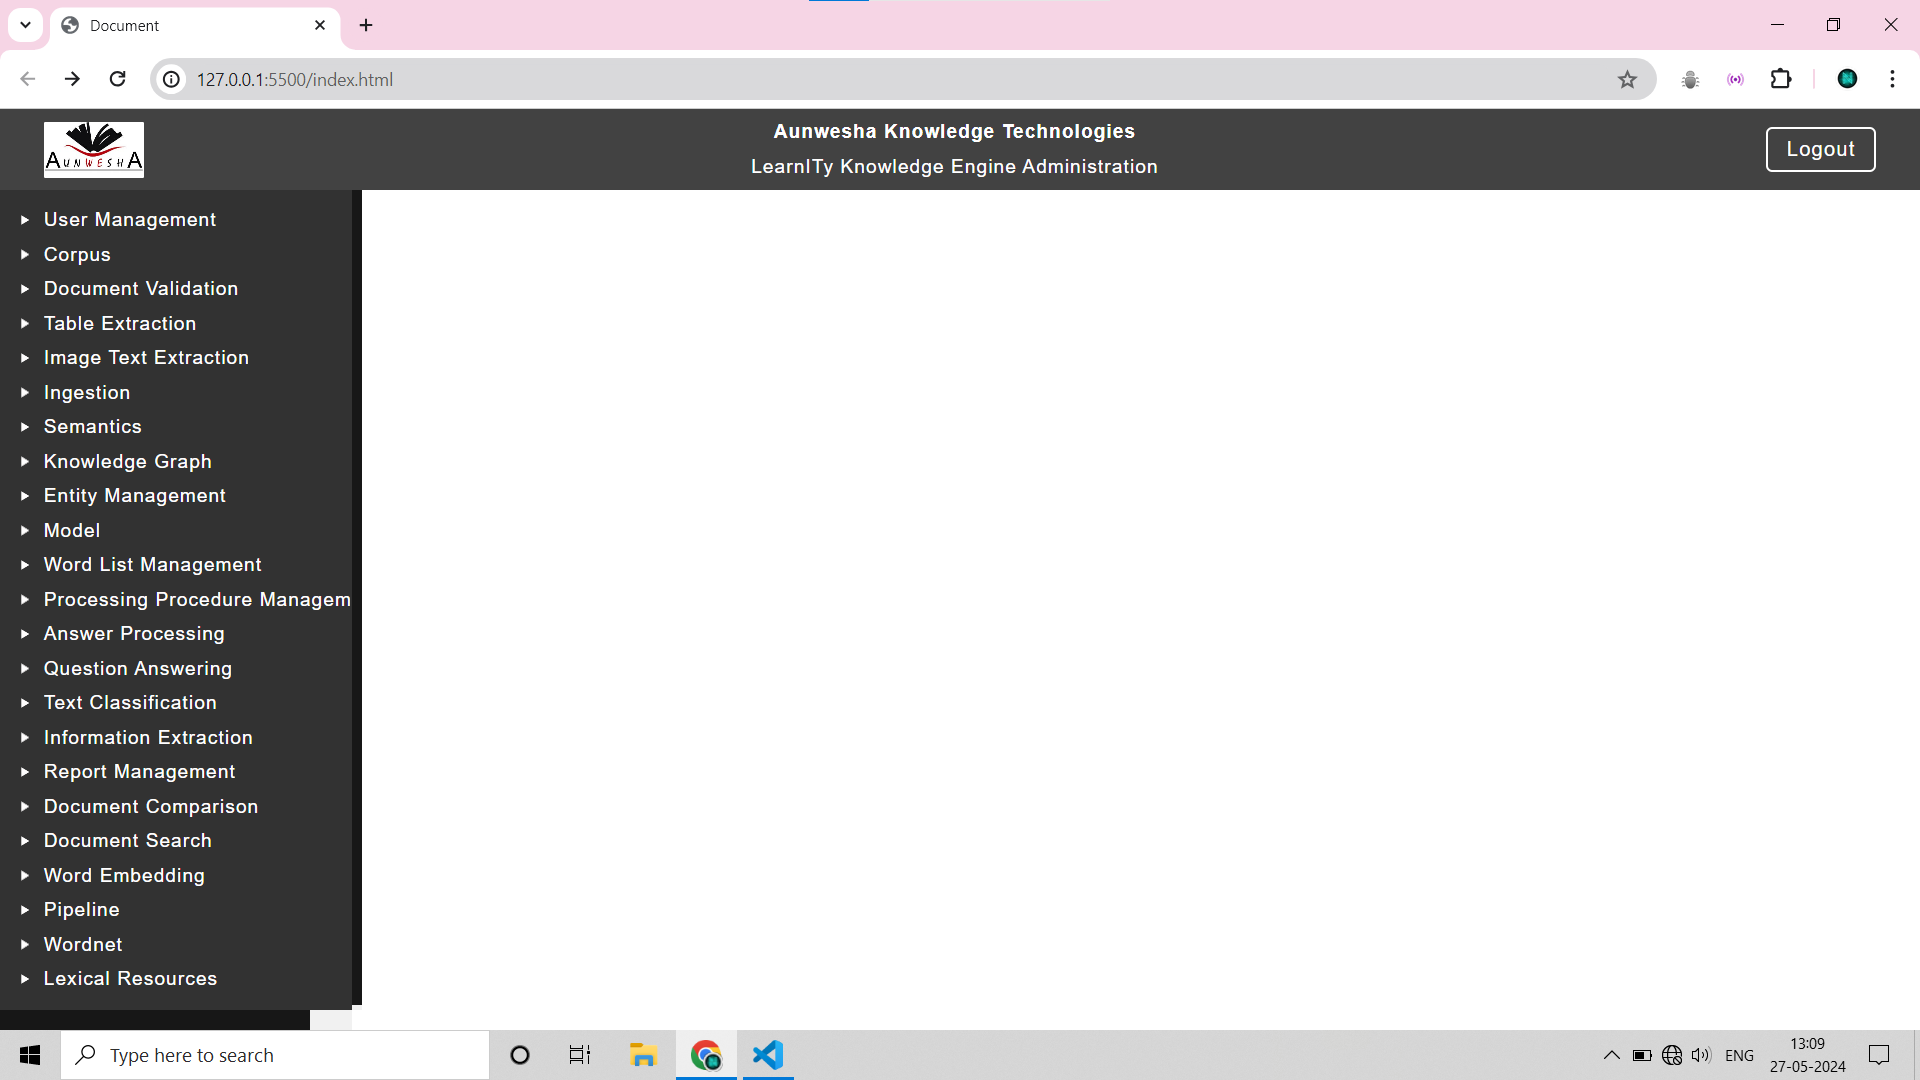 Document
127.0.0.1:5500/index.html
AUNWESHA
Aunwesha Knowledge Technologies
LearnITy Knowledge Engine Administration
Logout
User Management
Corpus
Document Validation
Table Extraction
Image Text Extraction
Ingestion
Semantics
Knowledge Graph
Entity Management
Model
Word List Management
Processing Procedure Managem
Answer Processing
Question Answering
Text Classification
Information Extraction
Report Management
Document Comparison
Document Search
Word Embedding
Pipeline
Wordnet
Lexical Resources
Type here to search
ENG
13:09
27-05-2024